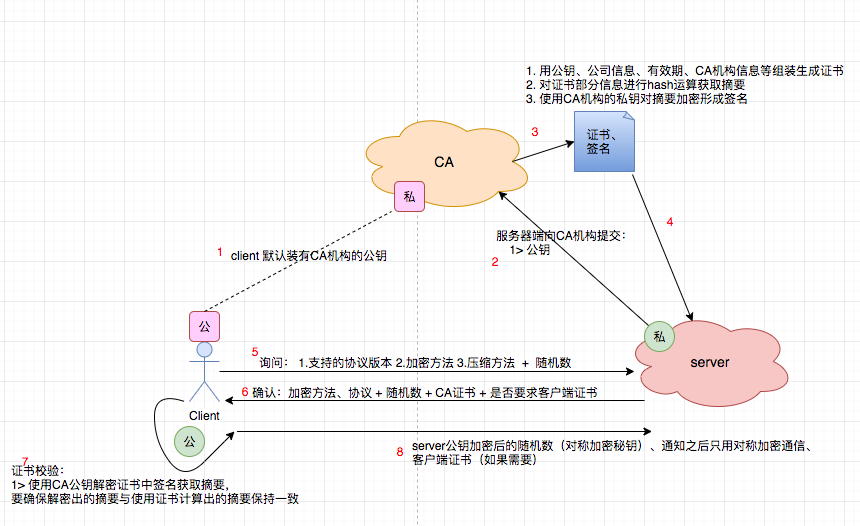 1. 用公钥、公司信息、有效期、CA机构信息等组装生成证书
2. 对证书部分信息进行hash运算获取摘要
3. 使用CA机构的私钥对摘要加密形成签名
3
证书、
签名
CA
私
4
服务器端向CA机构提交：
1> 公钥
2
1
client 默认装有CA机构的公钥
公
私
server
5
询问： 1.支持的协议版本 2.加密方法 3.压缩方法 + 随机数
6 确认：加密方法、协议 + 随机数 + CA证书 + 是否要求客户端证书
Client
公
8
server公钥加密后的随机数（对称加密秘钥）、通知之后只用对称加密通信、
客户端证书（如果需要）
7
证书校验：
1> 使用CA公钥解密证书中签名获取摘要，
要确保解密出的摘要与使用证书计算出的摘要保持一致